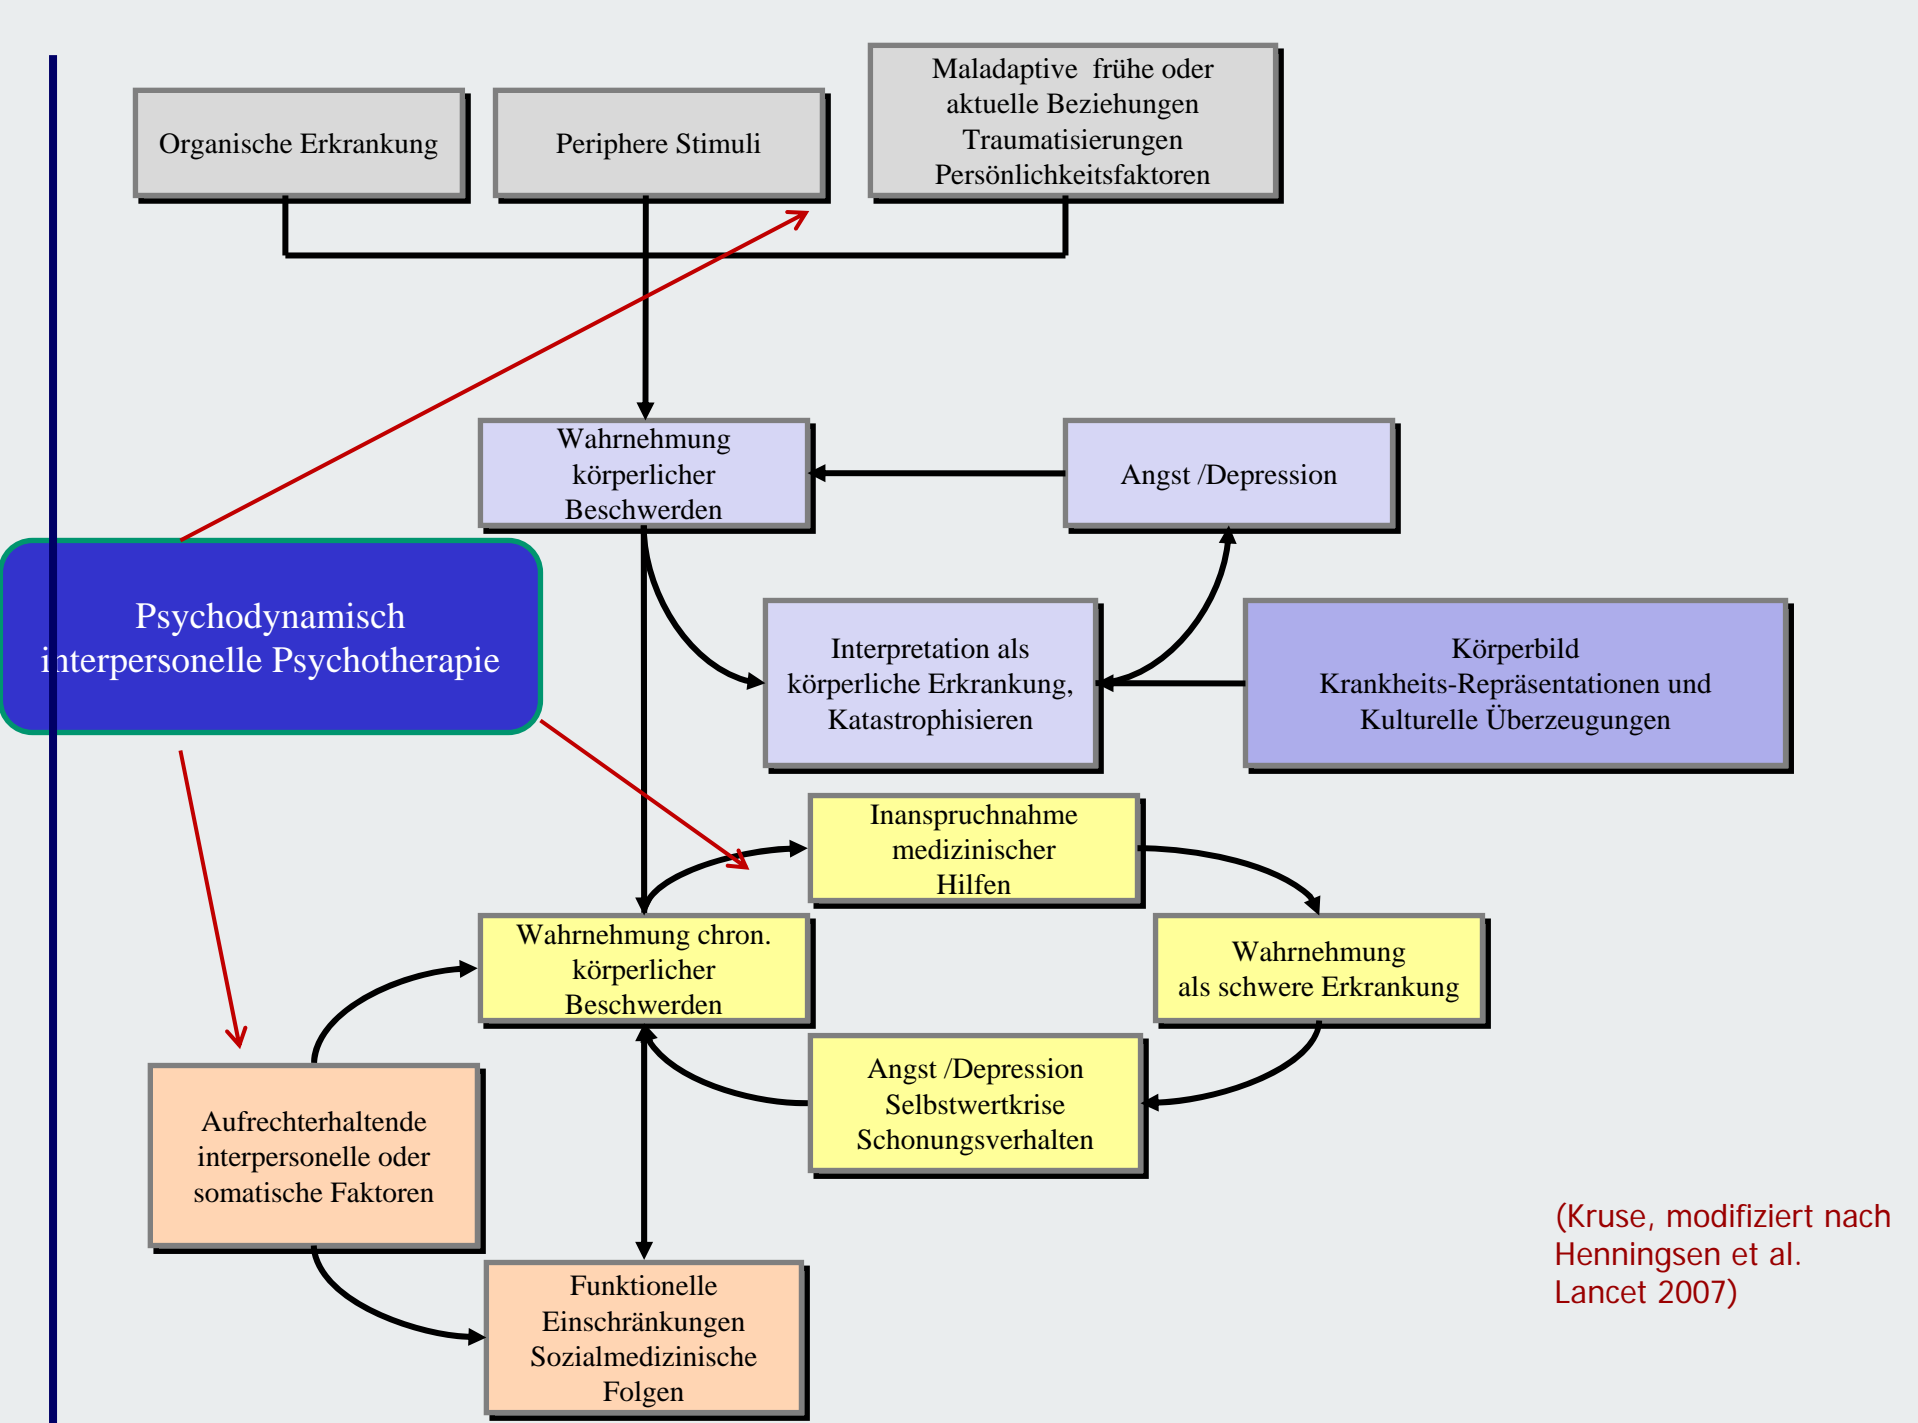 Organische Erkrankung
Periphere Stimuli
Maladaptive frühe oder
aktuelle Beziehungen
Traumatisierungen
Persönlichkeitsfaktoren
Wahrnehmung
körperlicher
Beschwerden
Angst /Depression
Psychodynamisch
interpersonelle Psychotherapie
Interpretation als
körperliche Erkrankung,
Katastrophisieren
Körperbild
Krankheits-Repräsentationen und
Kulturelle Überzeugungen
Inanspruchnahme
medizinischer
Hilfen
Wahrnehmung chron.
körperlicher
Beschwerden
Wahrnehmung
als schwere Erkrankung
Angst /Depression
Selbstwertkrise
Schonungsverhalten
Aufrechterhaltende
interpersonelle oder
somatische Faktoren
Funktionelle
Einschränkungen
Sozialmedizinische
Folgen
(Kruse, modifiziert nach
Henningsen et al.
Lancet 2007)